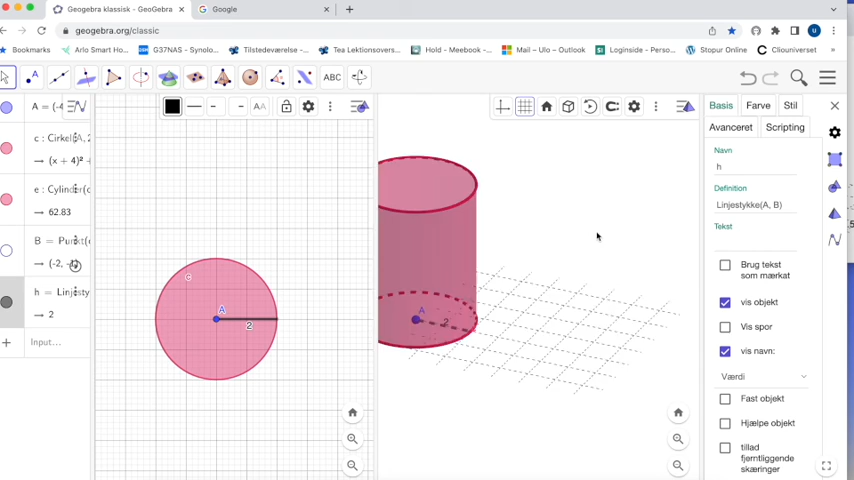 Geogebra klassisk - GeoGebra
Google
geogebra.org/classic
Bookmarks
Arlo Smart Ho...
G37NAS - Synolo...
Tilstedeværelse -...
Tea Lektionsovers...
Hold - Meebook -...
Mail – Ulo – Outlook
Loginside - Perso...
Stopur Online
Cliouniverset
»
ABC
A = (-4
c : Cirkel(A, 2
→ (x + 4)² +
e : Cylinder(c
→ 62.83
B = Punkt(
→ (-2, -1)
h = Linjesty
→ 2
Input...
AA
c
A
2
A
2
Basis
Farve
Stil
Avanceret
Scripting
Navn
h
Definition
Linjestykke(A, B)
Tekst
Brug tekst
som mærkat
vis objekt
Vis spor
vis navn:
Værdi
Fast objekt
Hjælpe objekt
tillad
fjerntliggende
skæringer